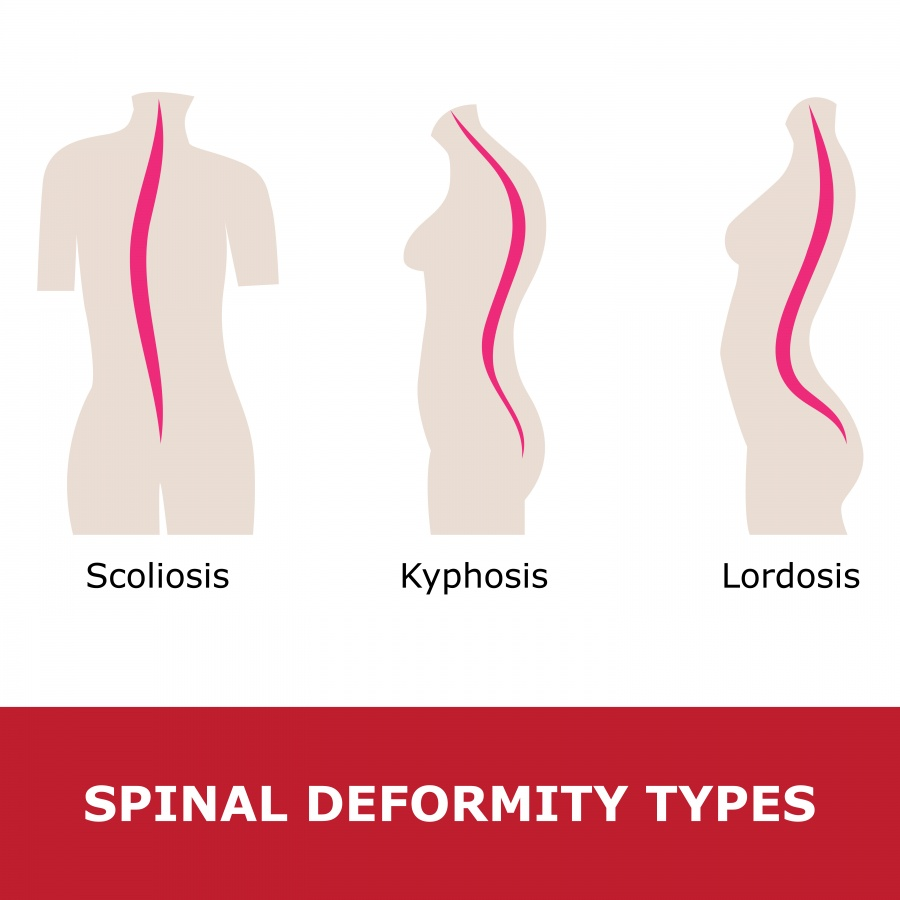 Scoliosis
Kyphosis
Lordosis
SPINAL DEFORMITY TYPES